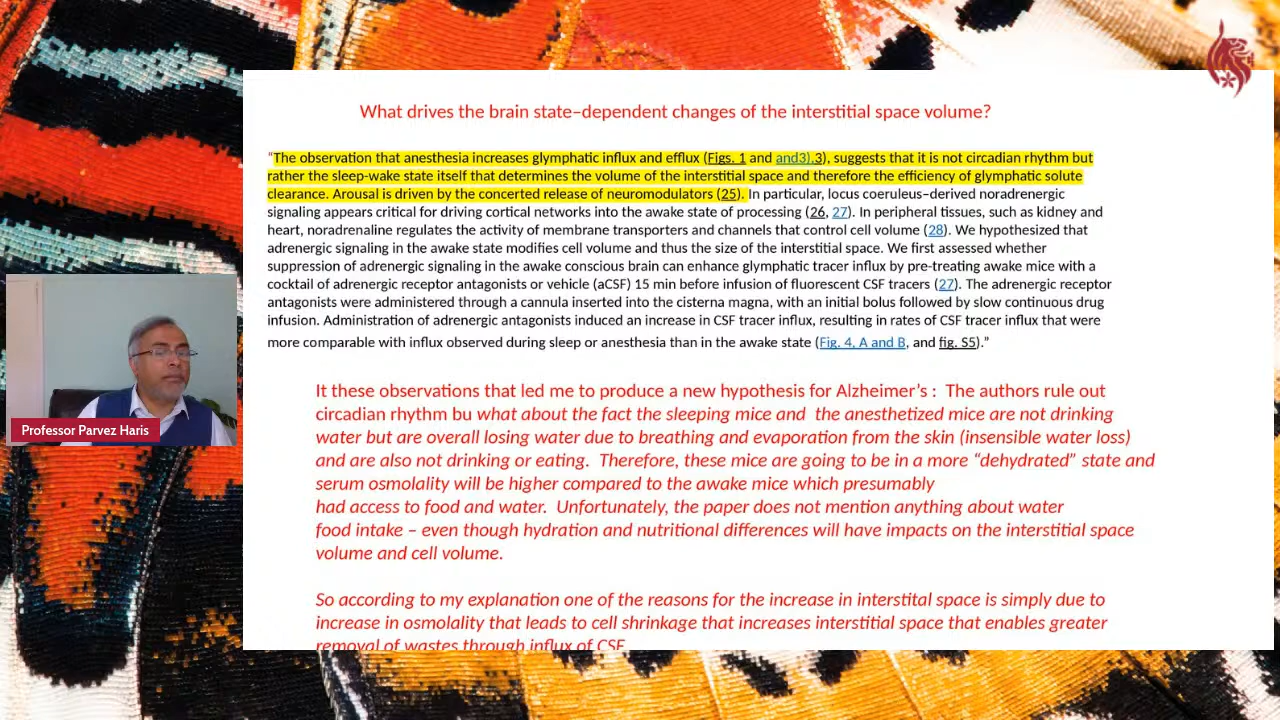 What drives the brain state–dependent changes of the interstitial space volume?
“The observation that anesthesia increases glymphatic influx and efflux (Figs. 1 and and3),3), suggests that it is not circadian rhythm but
rather the sleep-wake state itself that determines the volume of the interstitial space and therefore the efficiency of glymphatic solute
clearance. Arousal is driven by the concerted release of neuromodulators (25). In particular, locus coeruleus–derived noradrenergic
signaling appears critical for driving cortical networks into the awake state of processing (26, 27). In peripheral tissues, such as kidney and
heart, noradrenaline regulates the activity of membrane transporters and channels that control cell volume (28). We hypothesized that
adrenergic signaling in the awake state modifies cell volume and thus the size of the interstitial space. We first assessed whether
suppression of adrenergic signaling in the awake conscious brain can enhance glymphatic tracer influx by pre-treating awake mice with a
cocktail of adrenergic receptor antagonists or vehicle (aCSF) 15 min before infusion of fluorescent CSF tracers (27). The adrenergic receptor
antagonists were administered through a cannula inserted into the cisterna magna, with an initial bolus followed by slow continuous drug
infusion. Administration of adrenergic antagonists induced an increase in CSF tracer influx, resulting in rates of CSF tracer influx that were
more comparable with influx observed during sleep or anesthesia than in the awake state (Fig. 4, A and B, and fig. S5).”
It these observations that led me to produce a new hypothesis for Alzheimer’s : The authors rule out
circadian rhythm bu what about the fact the sleeping mice and the anesthetized mice are not drinking
water but are overall losing water due to breathing and evaporation from the skin (insensible water loss)
and are also not drinking or eating. Therefore, these mice are going to be in a more “dehydrated” state and
serum osmolality will be higher compared to the awake mice which presumably
had access to food and water. Unfortunately, the paper does not mention anything about water
food intake – even though hydration and nutritional differences will have impacts on the interstitial space
volume and cell volume.
So according to my explanation one of the reasons for the increase in interstital space is simply due to
increase in osmolality that leads to cell shrinkage that increases interstitial space that enables greater
removal of wastes through influx of CSF
Professor Parvez Haris